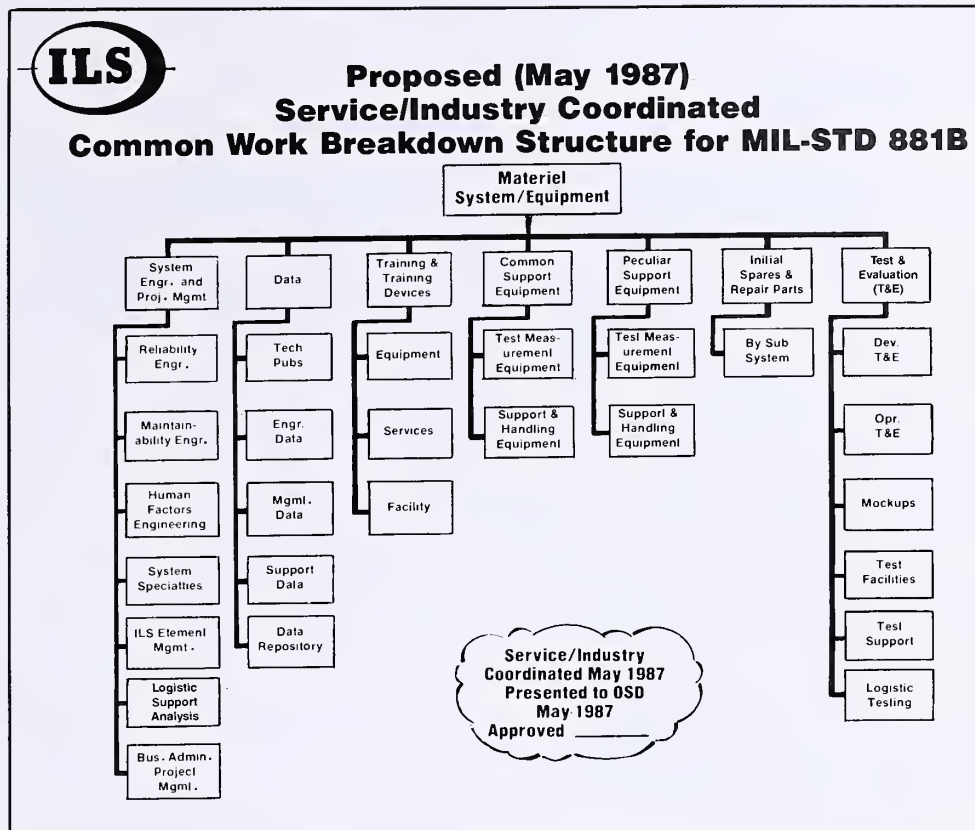 ILS
Proposed (May 1987)
Service/Industry Coordinated
Common Work Breakdown Structure for MIL-STD 881B
Materiel
System/Equipment
System
Engr. and
Proj. Mgmt
Data
Training &
Training
Devices
Common
Support
Equipment
Peculiar
Support
Equipment
Initial
Spares &
Repair Parts
Test &
Evaluation
(T&E)
Reliability
Engr.
Maintain-
ability Engr.
Human
Factors
Engineering
System
Specialties
ILS Element
Mgmt.
Logistic
Support
Analysis
Bus. Admin.
Project
Mgml.
Tech
Pubs
Engr.
Data
Mgml.
Data
Support
Data
Data
Repository
Equipment
Services
Facility
Test Meas-
urement
Equipment
Support &
Handling
Equipment
Test Meas-
urement
Equipment
Support &
Handling
Equipment
By Sub
System
Dev.
T&E
Opr.
T&E
Mockups
Test
Facilities
Test
Support
Logistic
Testing
Service/Industry
Coordinated May 1987
Presented to OSD
May 1987
Approved ________